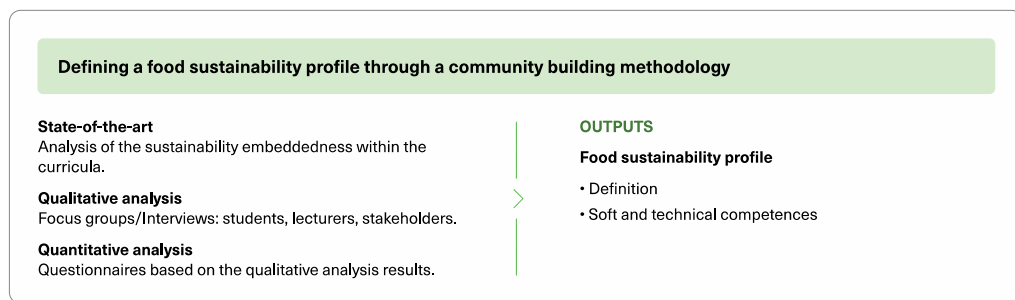 Defining a food sustainability profile through a community building methodology
State-of-the-art
Analysis of the sustainability embeddedness within the
curricula.
Qualitative analysis
Focus groups/Interviews: students, lecturers, stakeholders.
Quantitative analysis
Questionnaires based on the qualitative analysis results.
OUTPUTS
Food sustainability profile
• Definition
• Soft and technical competences